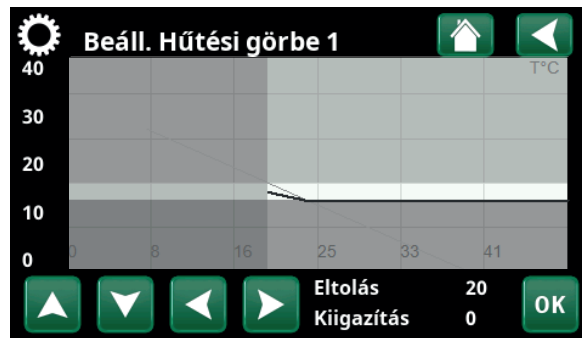 Beáll. Hűtési görbe 1
40
T°C
30
20
10
0
0 8 16 25 33 41
Eltolás 20
Kiigazítás 0
OK